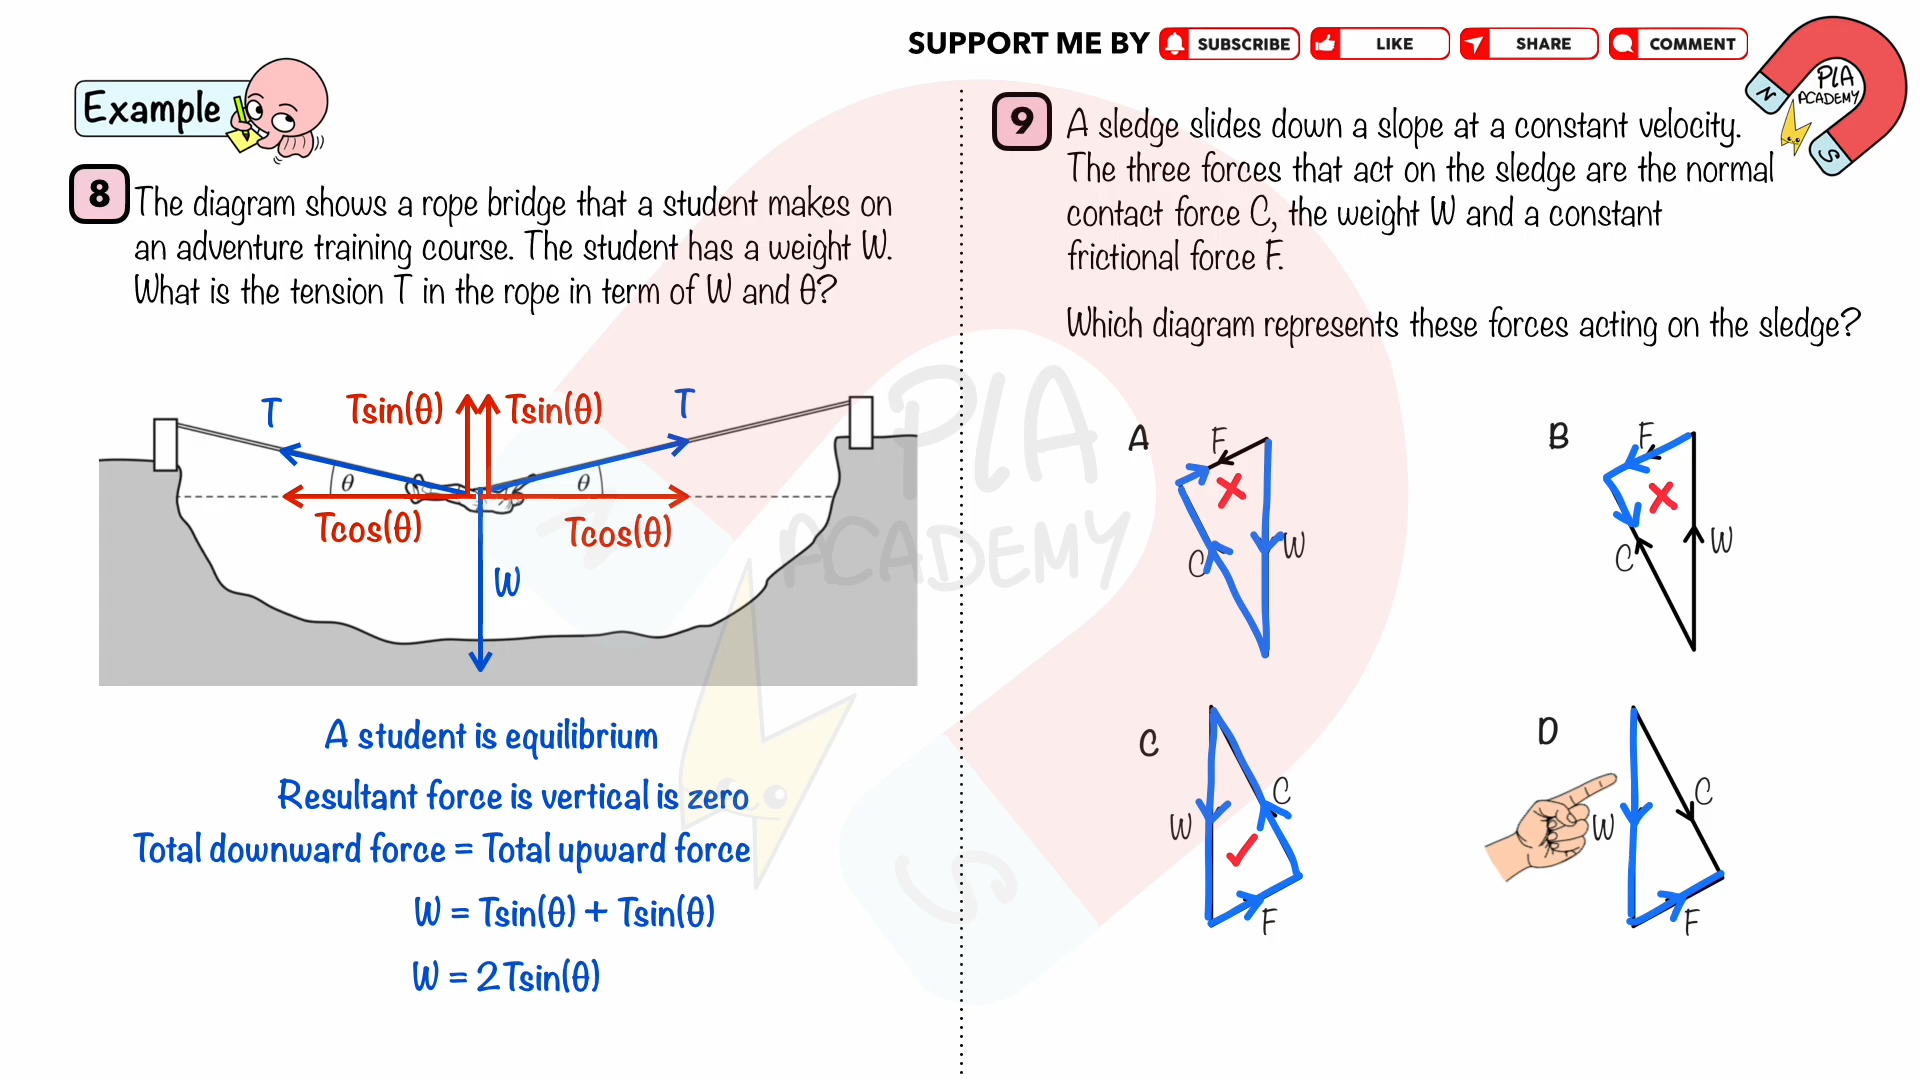 SUPPORT ME BY
SUBSCRIBE
LIKE
SHARE
COMMENT
PLA
ACADEMY
N
S
Example
8
The diagram shows a rope bridge that a student makes on
an adventure training course. The student has a weight W.
What is the tension T in the rope in term of W and θ?
T
Tsin(θ)
Tsin(θ)
T
θ
θ
Tcos(θ)
Tcos(θ)
W
A student is equilibrium
Resultant force is vertical is zero
Total downward force = Total upward force
W = Tsin(θ) + Tsin(θ)
W = 2Tsin(θ)
9
A sledge slides down a slope at a constant velocity.
The three forces that act on the sledge are the normal
contact force C, the weight W and a constant
frictional force F.
Which diagram represents these forces acting on the sledge?
A
F
W
C
B
F
W
C
C
C
W
F
D
C
W
F
PLA
ACADEMY
S